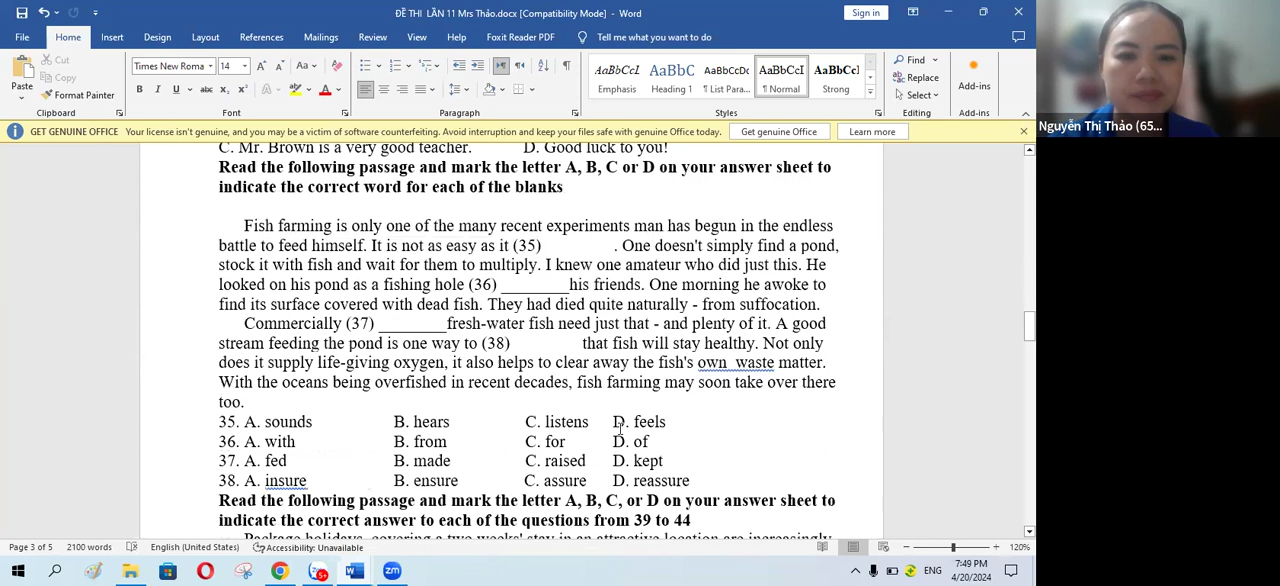 ĐỀ THI LẦN 11 Mrs Thảo.docx [Compatibility Mode] - Word
Sign in
File Home Insert Design Layout References Mailings Review View Help Foxit Reader PDF Tell me what you want to do
Paste Cut Copy Format Painter
Times New Roma 14
AaBbCcI AaBbC AaBbCcDc AaBbCcI AaBbCcl
Emphasis Heading 1 ¶ List Para... ¶ Normal Strong
Find Replace Select
Add-ins
Clipboard Font Paragraph Styles Editing Add-ins
GET GENUINE OFFICE Your license isn't genuine, and you may be a victim of software counterfeiting. Avoid interruption and keep your files safe with genuine Office today. Get genuine Office Learn more
Nguyễn Thị Thảo (65...
C. Mr. Brown is a very good teacher. D. Good luck to you!
Read the following passage and mark the letter A, B, C or D on your answer sheet to
indicate the correct word for each of the blanks
Fish farming is only one of the many recent experiments man has begun in the endless
battle to feed himself. It is not as easy as it (35) . One doesn't simply find a pond,
stock it with fish and wait for them to multiply. I knew one amateur who did just this. He
looked on his pond as a fishing hole (36) ________his friends. One morning he awoke to
find its surface covered with dead fish. They had died quite naturally - from suffocation.
Commercially (37) ________fresh-water fish need just that - and plenty of it. A good
stream feeding the pond is one way to (38) that fish will stay healthy. Not only
does it supply life-giving oxygen, it also helps to clear away the fish's own waste matter.
With the oceans being overfished in recent decades, fish farming may soon take over there
too.
35. A. sounds B. hears C. listens D. feels
36. A. with B. from C. for D. of
37. A. fed B. made C. raised D. kept
38. A. insure B. ensure C. assure D. reassure
Read the following passage and mark the letter A, B, C, or D on your answer sheet to
indicate the correct answer to each of the questions from 39 to 44
Package holidays, covering a two weeks' stay in an attractive location are increasingly
Page 3 of 5 2100 words English (United States) Accessibility: Unavailable 120%
ENG 7:49 PM
4/20/2024